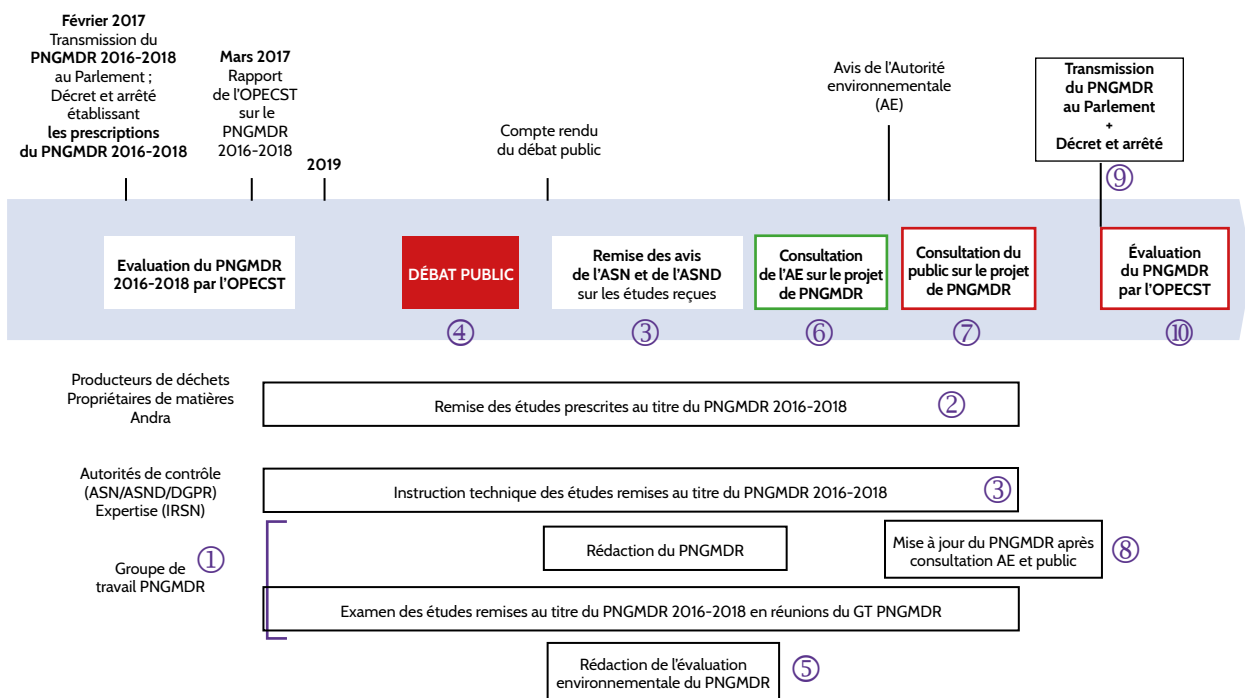 Février 2017
Transmission du
PNGMDR 2016-2018
au Parlement ;
Décret et arrêté
établissant
les prescriptions
du PNGMDR 2016-2018
Mars 2017
Rapport
de l'OPECST
sur le
PNGMDR
2016-2018
2019
Compte rendu
du débat public
Avis de l'Autorité
environnementale
(AE)
Transmission
du PNGMDR
au Parlement
+
Décret et arrêté
⑨
Evaluation du PNGMDR
2016-2018 par l'OPECST
DÉBAT PUBLIC
④
Remise des avis
de l'ASN et de l'ASND
sur les études reçues
③
Consultation
de l'AE sur le projet
de PNGMDR
⑥
Consultation du
public sur le projet
de PNGMDR
⑦
Évaluation
du PNGMDR
par l'OPECST
⑩
Producteurs de déchets
Propriétaires de matières
Andra
Remise des études prescrites au titre du PNGMDR 2016-2018
②
Autorités de contrôle
(ASN/ASND/DGPR)
Expertise (IRSN)
Instruction technique des études remises au titre du PNGMDR 2016-2018
③
Groupe de
travail PNGMDR
①
Rédaction du PNGMDR
Mise à jour du PNGMDR après
consultation AE et public
⑧
Examen des études remises au titre du PNGMDR 2016-2018 en réunions du GT PNGMDR
Rédaction de l'évaluation
environnementale du PNGMDR
⑤